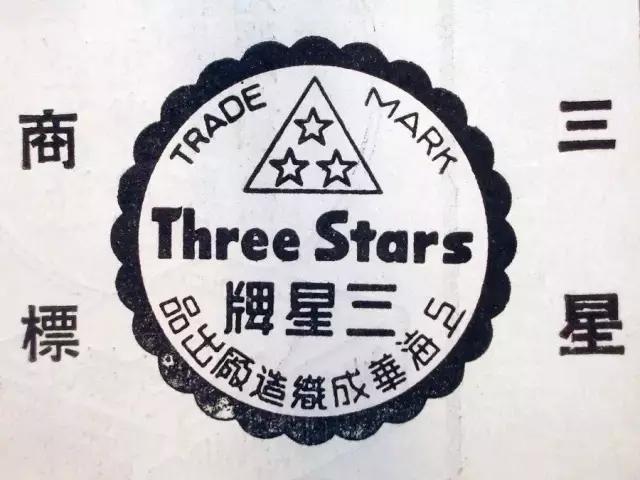 三星
商標
TRADE MARK
Three Stars
三星牌
上海華成織造廠出品